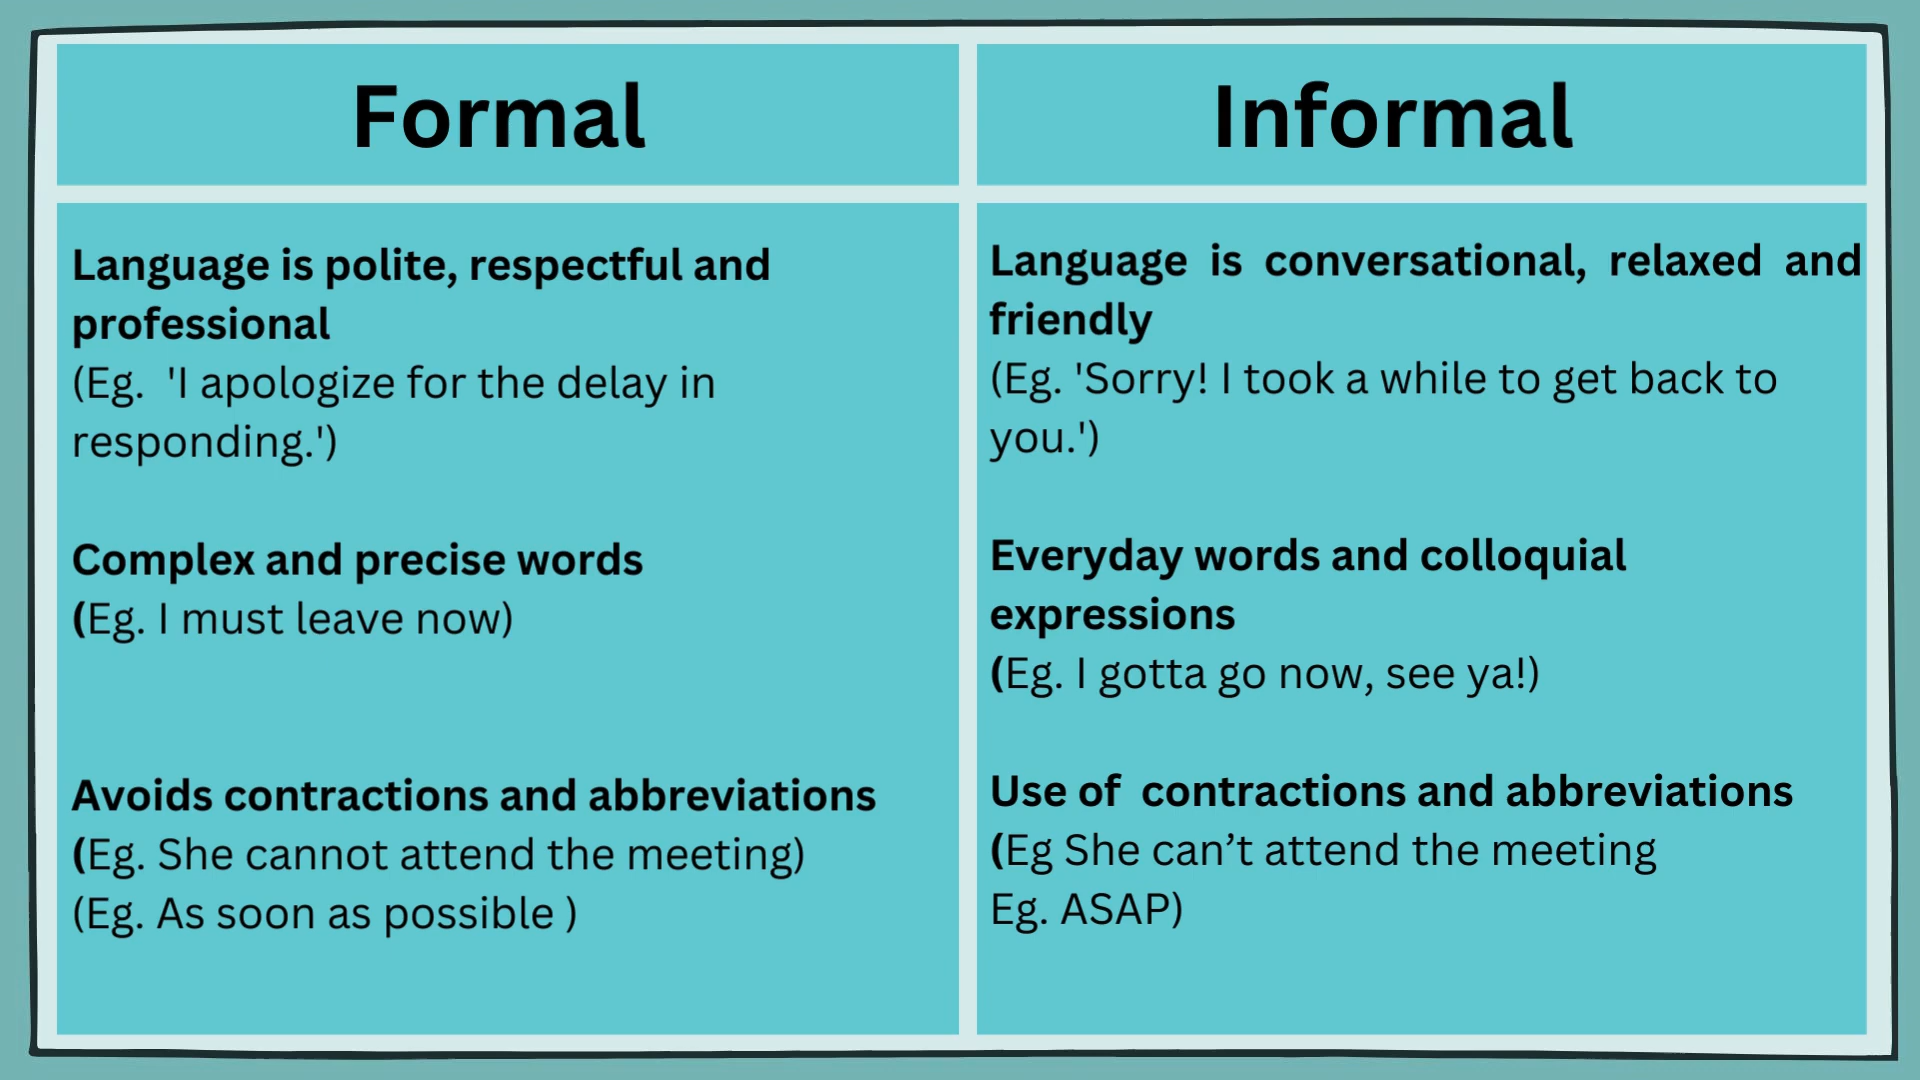 Formal
Informal
Language is polite, respectful and
professional
(Eg. 'I apologize for the delay in
responding.')
Complex and precise words
(Eg. I must leave now)
Avoids contractions and abbreviations
(Eg. She cannot attend the meeting)
(Eg. As soon as possible )
Language is conversational, relaxed and
friendly
(Eg. 'Sorry! I took a while to get back to
you.')
Everyday words and colloquial
expressions
(Eg. I gotta go now, see ya!)
Use of contractions and abbreviations
(Eg She can’t attend the meeting
Eg. ASAP)